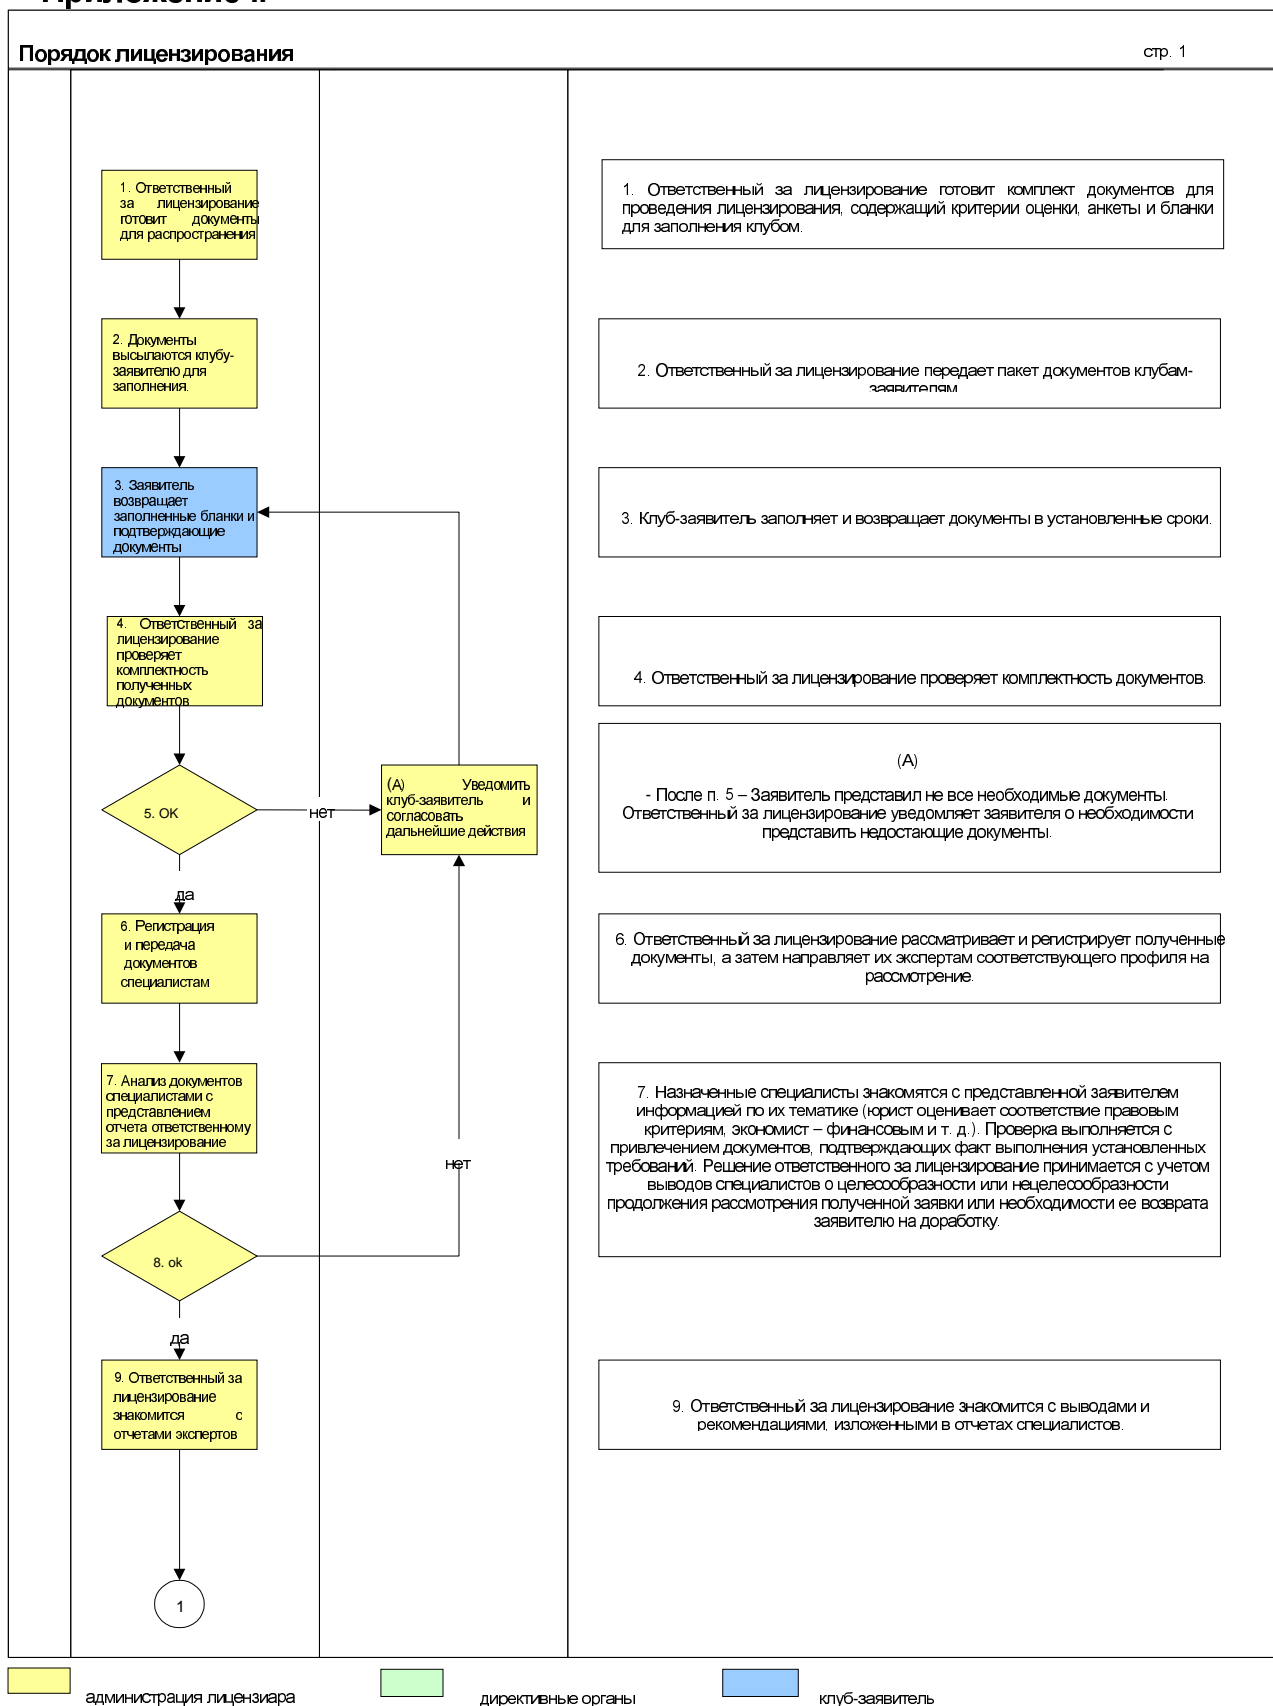 Порядок лицензирования
стр. 1
1. Ответственный
за лицензирование
готовит документы
для распространения
1. Ответственный за лицензирование готовит комплект документов для
проведения лицензирования, содержащий критерии оценки, анкеты и бланки
для заполнения клубом.
2. Документы
высылаются клубу-
заявителю для
заполнения.
2. Ответственный за лицензирование передает пакет документов клубам-
заявителям
3. Заявитель
возвращает
заполненные бланки и
подтверждающие
документы
3. Клуб-заявитель заполняет и возвращает документы в установленные сроки.
4. Ответственный за
лицензирование
проверяет
комплектность
полученных
документов
4. Ответственный за лицензирование проверяет комплектность документов.
5. OK
нет
(А) Уведомить
клуб-заявитель и
согласовать
дальнейшие действия
(А)
- После п. 5 – Заявитель представил не все необходимые документы.
Ответственный за лицензирование уведомляет заявителя о необходимости
представить недостающие документы.
да
6. Регистрация
и передача
документов
специалистам
6. Ответственный за лицензирование рассматривает и регистрирует полученные
документы, а затем направляет их экспертам соответствующего профиля на
рассмотрение.
7. Анализ документов
специалистами с
представлением
отчета ответственному
за лицензирование
7. Назначенные специалисты знакомятся с представленной заявителем
информацией по их тематике (юрист оценивает соответствие правовым
критериям, экономист – финансовым и т. д.). Проверка выполняется с
привлечением документов, подтверждающих факт выполнения установленных
требований. Решение ответственного за лицензирование принимается с учетом
выводов специалистов о целесообразности или нецелесообразности
продолжения рассмотрения полученной заявки или необходимости ее возврата
заявителю на доработку.
нет
8. ok
да
9. Ответственный за
лицензирование
знакомится с
отчетами экспертов
9. Ответственный за лицензирование знакомится с выводами и
рекомендациями, изложенными в отчетах специалистов.
1
администрация лицензиара
директивные органы
клуб-заявитель